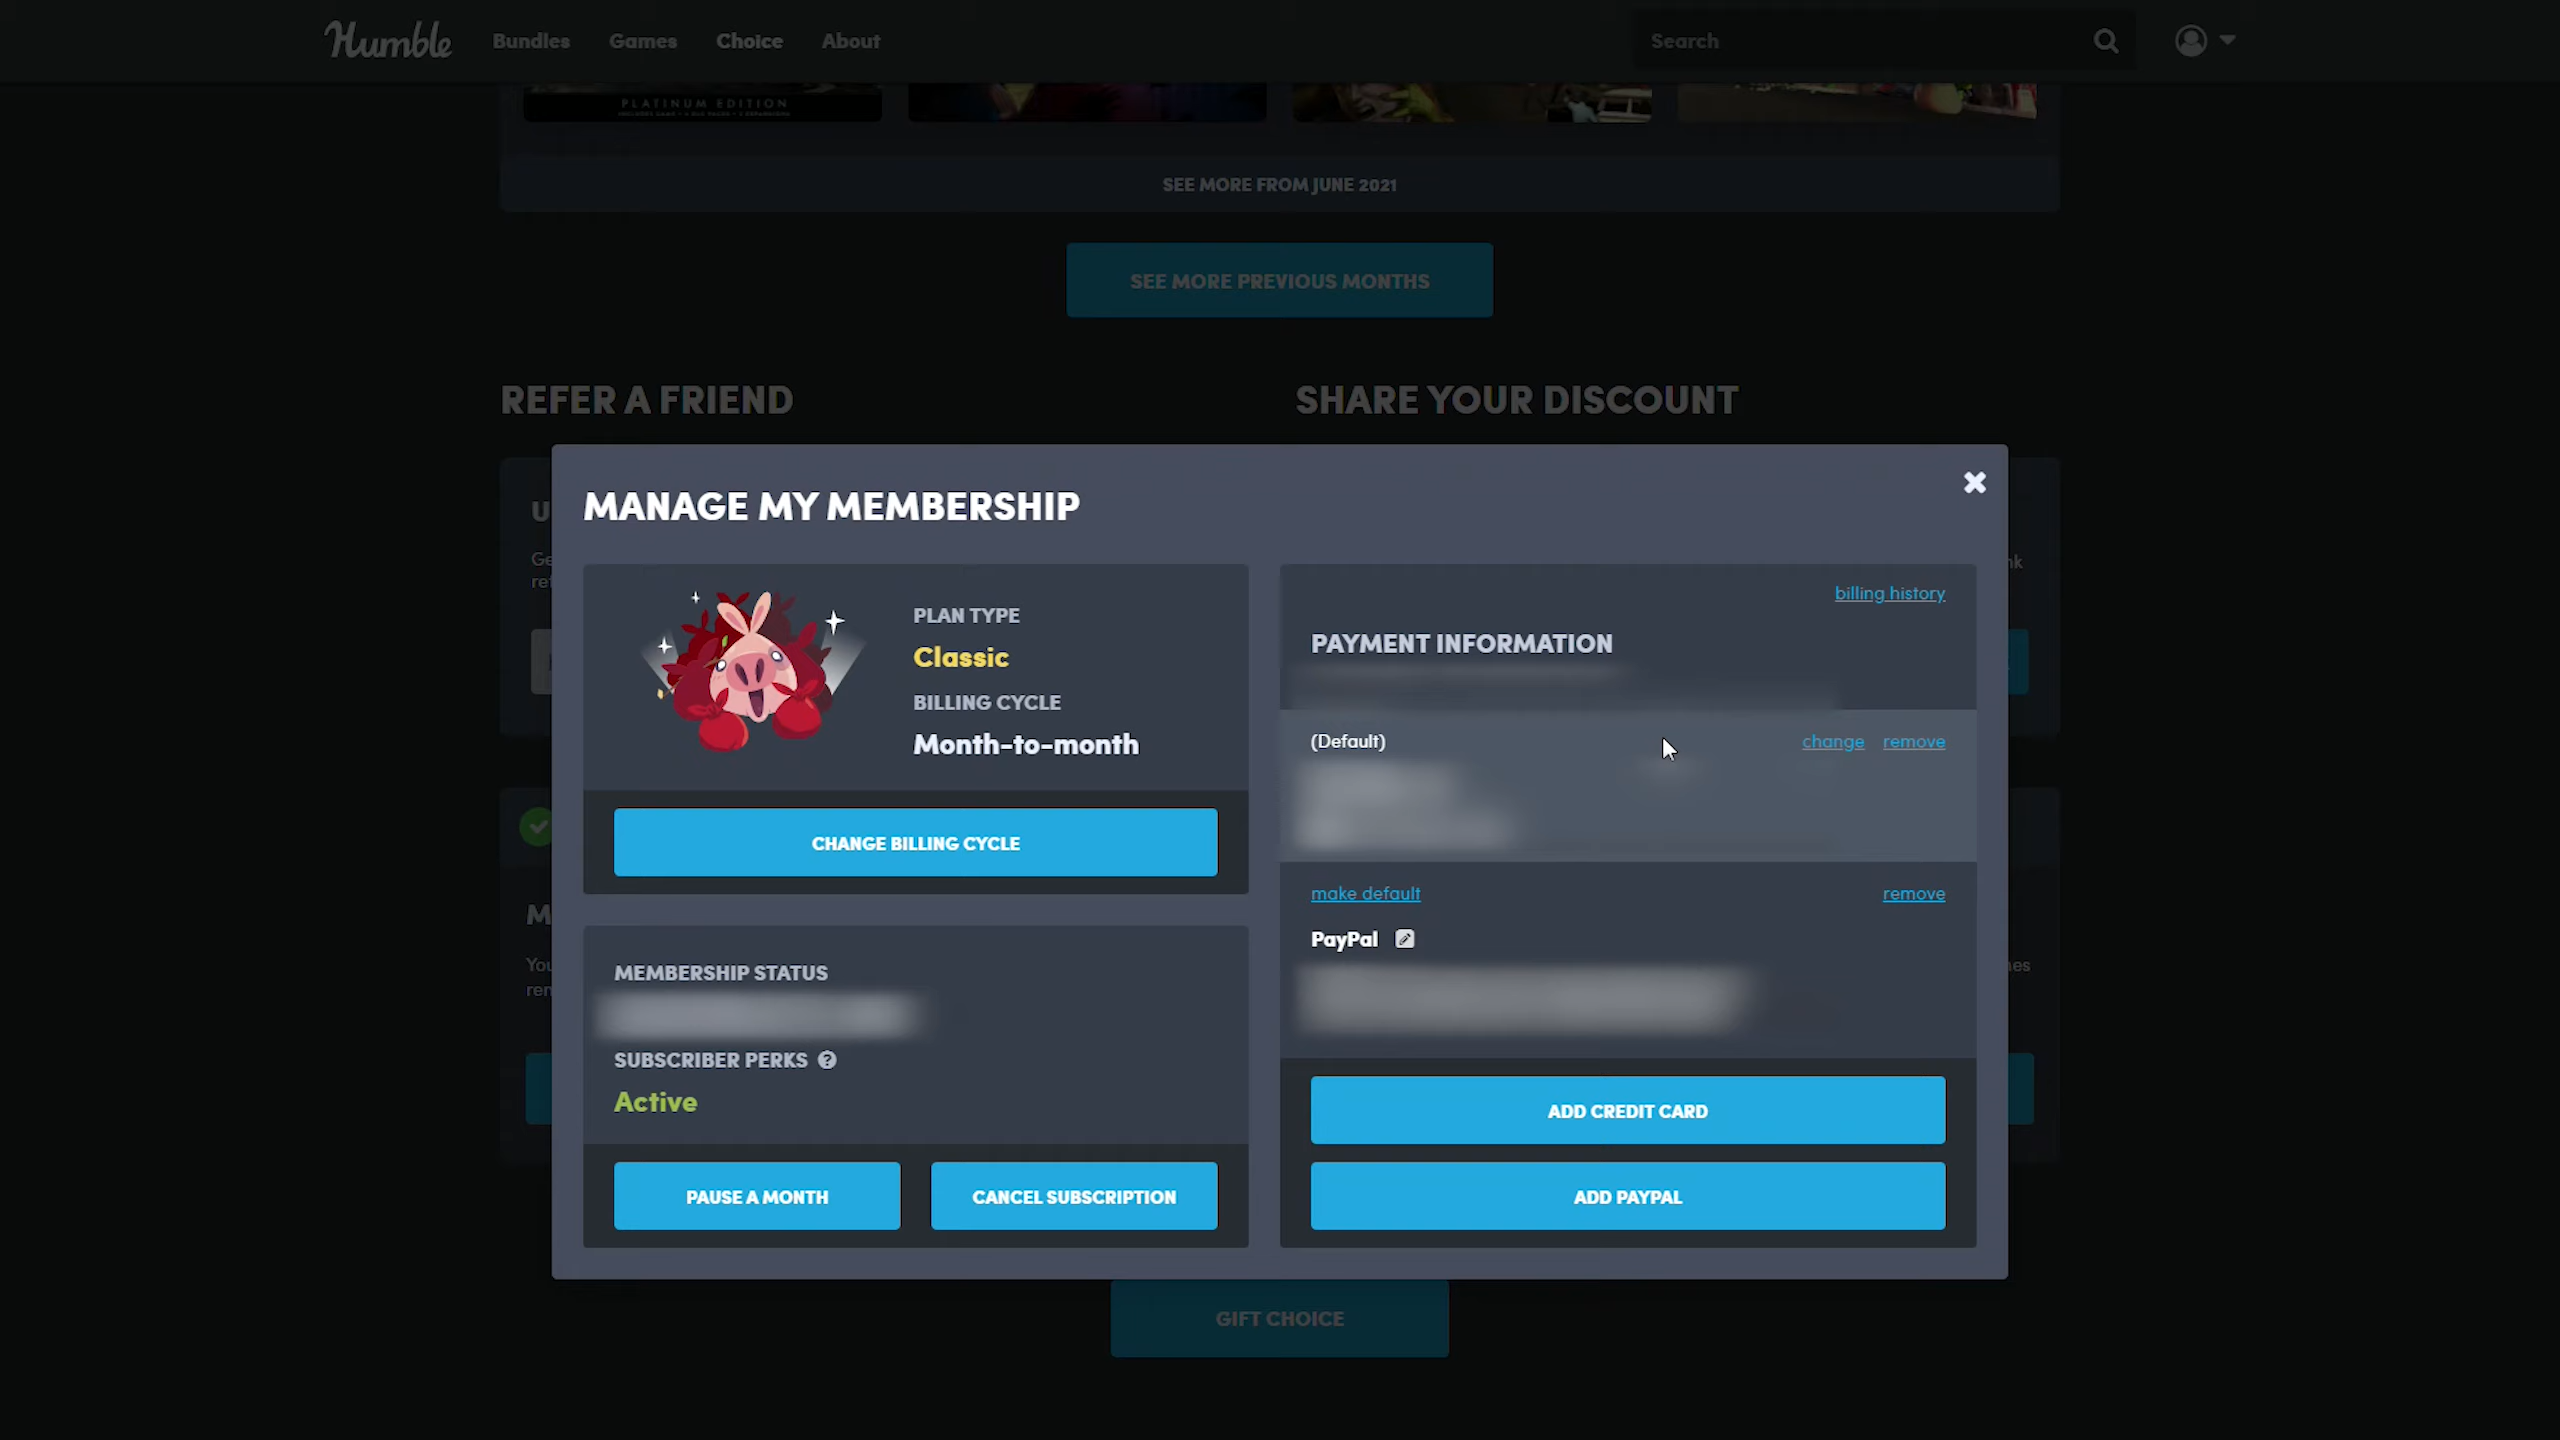 Humble
Bundles
Games
Choice
About
Search
PLATINUM EDITION
SEE MORE FROM JUNE 2021
SEE MORE PREVIOUS MONTHS
REFER A FRIEND
SHARE YOUR DISCOUNT
MANAGE MY MEMBERSHIP
PLAN TYPE
Classic
BILLING CYCLE
Month-to-month
CHANGE BILLING CYCLE
MEMBERSHIP STATUS
SUBSCRIBER PERKS ?
Active
PAUSE A MONTH
CANCEL SUBSCRIPTION
billing history
PAYMENT INFORMATION
(Default)
change
remove
make default
remove
PayPal
ADD CREDIT CARD
ADD PAYPAL
GIFT CHOICE